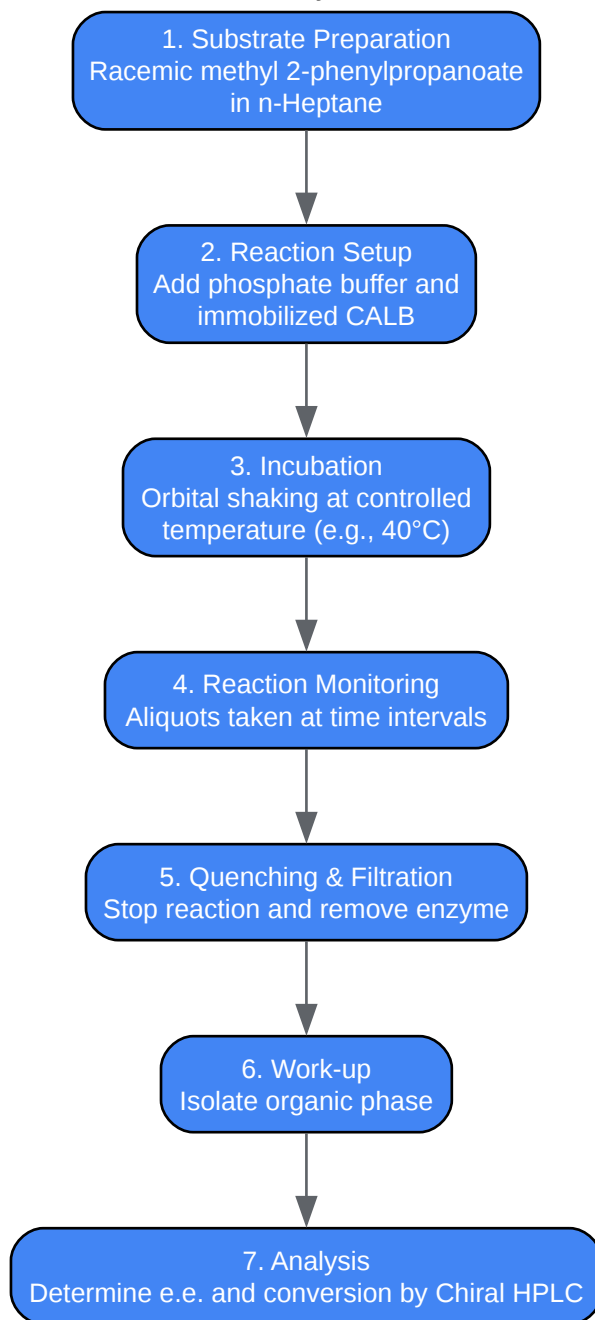 1. Substrate Preparation
Racemic methyl 2-phenylpropanoate
in n-Heptane
2. Reaction Setup
Add phosphate buffer and
immobilized CALB
3. Incubation
Orbital shaking at controlled
temperature (e.g., 40°C)
4. Reaction Monitoring
Aliquots taken at time intervals
5. Quenching & Filtration
Stop reaction and remove enzyme
6. Work-up
Isolate organic phase
7. Analysis
Determine e.e. and conversion by Chiral HPLC